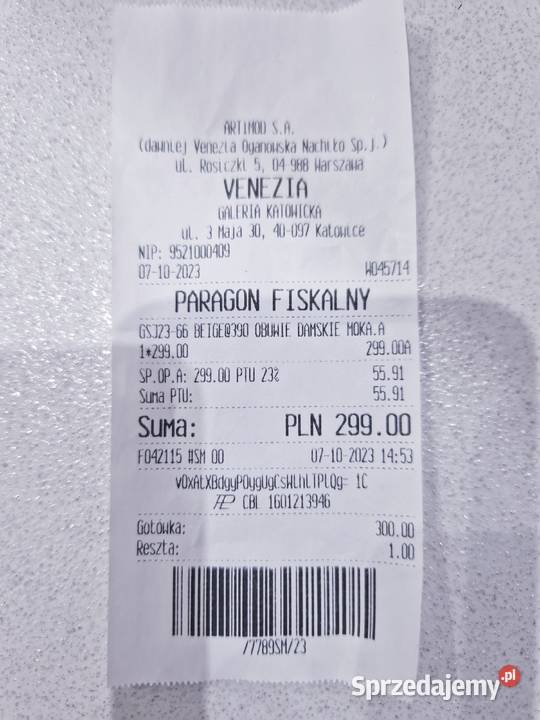 ARTIMOD S.A.
(dawniej Venezia Oganowska Nachiło Sp.j.)
ul. Rosiczki 5, 04-988 Warszawa
VENEZIA
GALERIA KATOWICKA
ul. 3 Maja 30, 40-097 Katowice
NIP: 9521000409
07-10-2023 W045714
PARAGON FISKALNY
GSJ23-66 BEIGE@390 OBUWIE DAMSKIE MOKA.A
1*299.00 299.00A
SP.OP.A: 299.00 PTU 23% 55.91
Suma PTU: 55.91
Suma: PLN 299.00
F042115 #SM 00 07-10-2023 14:53
1C
CBL 1601213946
Gotówka: 300.00
Reszta: 1.00
/7789SM/23
Sprzedajemy.pl